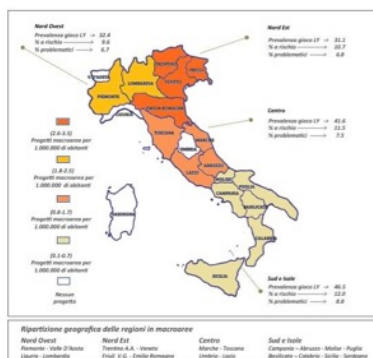 Nord Ovest
Prevalenza gioco LY → 32.6
% a rischio → 9.6
% problematici → 6.7
Nord Est
Prevalenza gioco LY → 31.1
% a rischio → 10.7
% problematici → 6.8
Centro
Prevalenza gioco LY → 41.6
% a rischio → 11.5
% problematici → 7.5
LOMBARDIA
PIEMONTE
VENETO
LIGURIA
TOSCANA
MARCHE
UMBRIA
LAZIO
ABRUZZO
MOLISE
PUGLIA
CAMPANIA
BASILICATA
CALABRIA
SARDEGNA
SICILIA
(2.6-3.5)
Progetti macroarea per
1.000.000 di abitanti
(1.8-2.5)
Progetti macroarea per
1.000.000 di abitanti
(0.8-1.7)
Progetti macroarea per
1.000.000 di abitanti
(0.1-0.7)
Progetti macroarea per
1.000.000 di abitanti
Nessun
progetto
Sud e Isole
Prevalenza gioco LY → 46.5
% a rischio → 12.0
% problematici → 8.8
Ripartizione geografica delle regioni in macroaree
Nord Ovest
Piemonte - Valle D'Aosta
Liguria - Lombardia
Nord Est
Trentino A.A. - Veneto
Friuli V.G. - Emilia Romagna
Centro
Marche - Toscana
Umbria - Lazio
Sud e Isole
Campania - Abruzzo - Molise - Puglia
Basilicata - Calabria - Sicilia - Sardegna